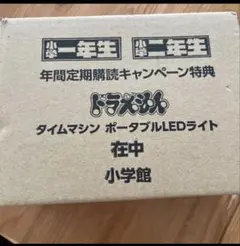 小学一年生 小学二年生
年間定期購読キャンペーン特典
ドラえもん
タイムマシン ポータブルLEDライト
在中
小学館